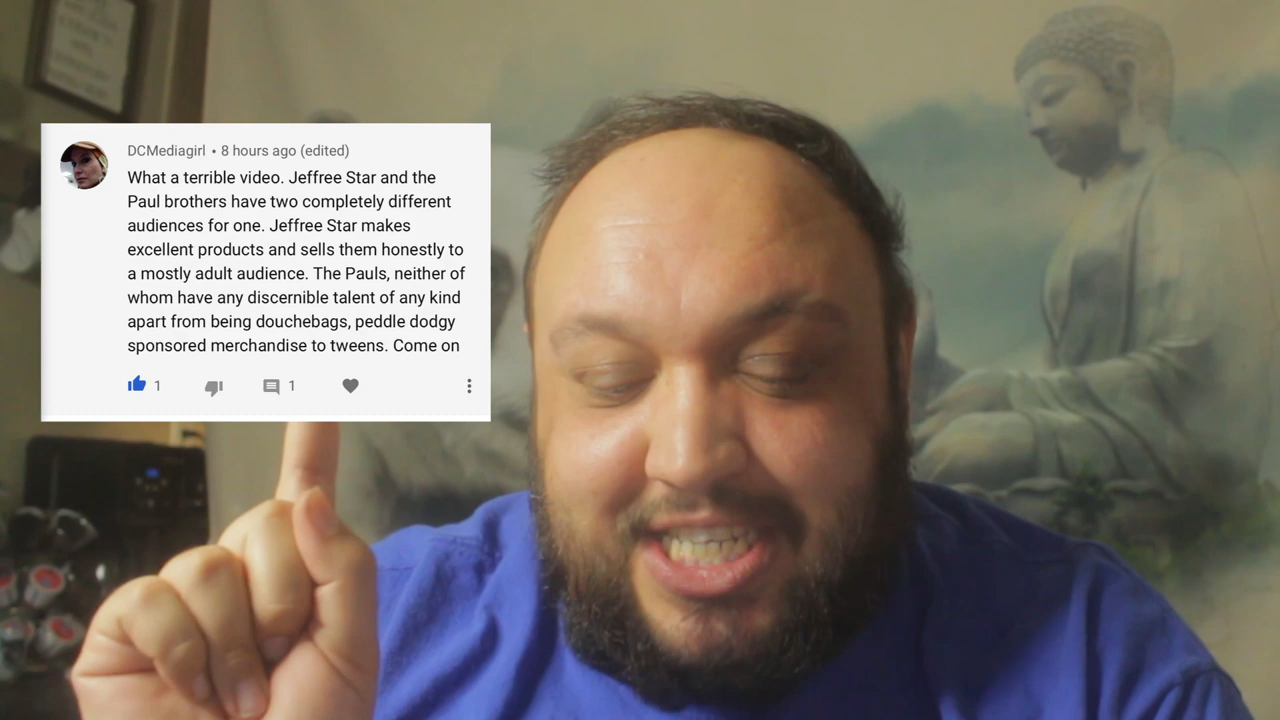 DCMediagirl • 8 hours ago (edited)
What a terrible video. Jeffree Star and the
Paul brothers have two completely different
audiences for one. Jeffree Star makes
excellent products and sells them honestly to
a mostly adult audience. The Pauls, neither of
whom have any discernible talent of any kind
apart from being douchebags, peddle dodgy
sponsored merchandise to tweens. Come on
1 1